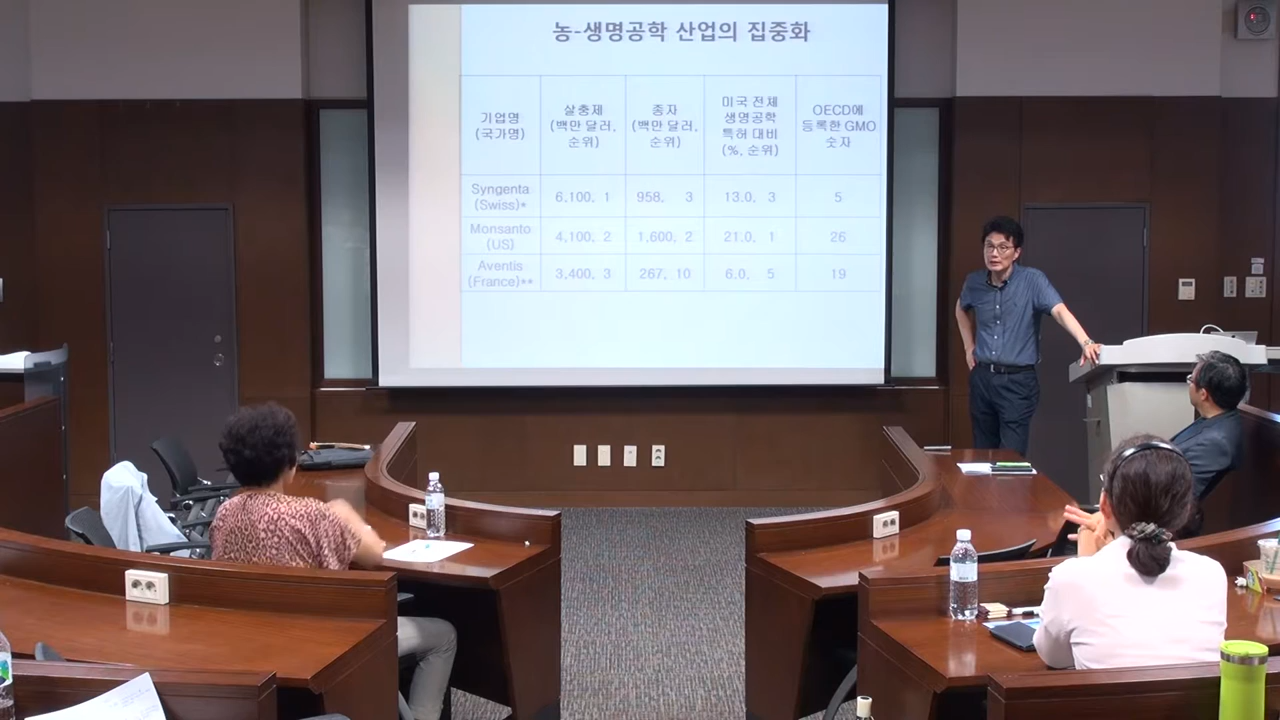 농-생명공학 산업의 집중화
기업명
(국가명)
살충제
(백만 달러,
순위)
종자
(백만 달러,
순위)
미국 전체
생명공학
특허 대비
(%, 순위)
OECD에
등록한 GMO
숫자
Syngenta
(Swiss)*
6,100, 1
958, 3
13.0, 3
5
Monsanto
(US)
4,100, 2
1,600, 2
21.0, 1
26
Aventis
(France)**
3,400, 3
267, 10
6.0, 5
19